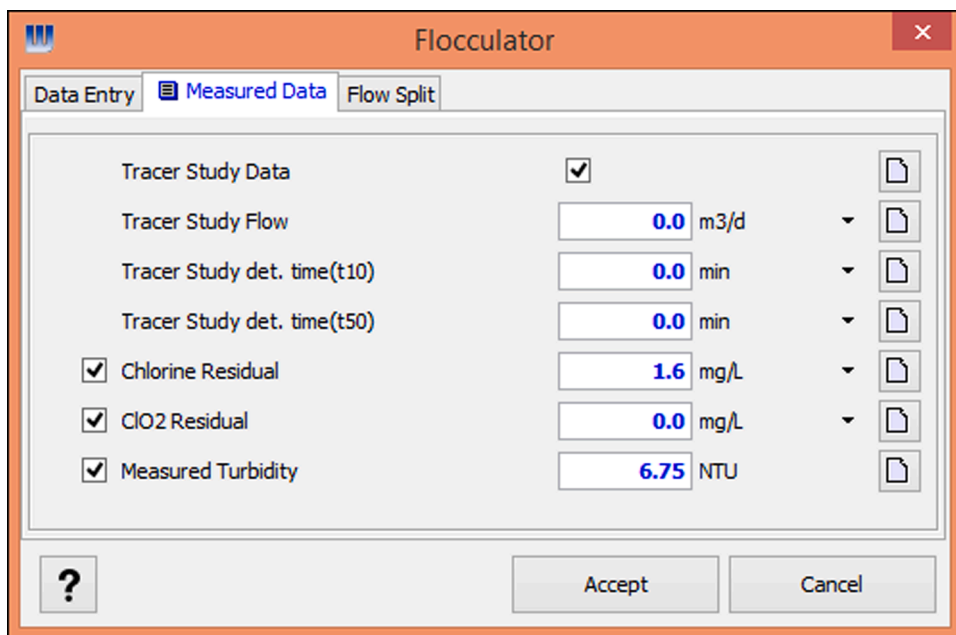 Flocculator
Data Entry Measured Data Flow Split
Tracer Study Data
Tracer Study Flow 0.0 m3/d
Tracer Study det. time(t10) 0.0 min
Tracer Study det. time(t50) 0.0 min
Chlorine Residual 1.6 mg/L
ClO2 Residual 0.0 mg/L
Measured Turbidity 6.75 NTU
? Accept Cancel